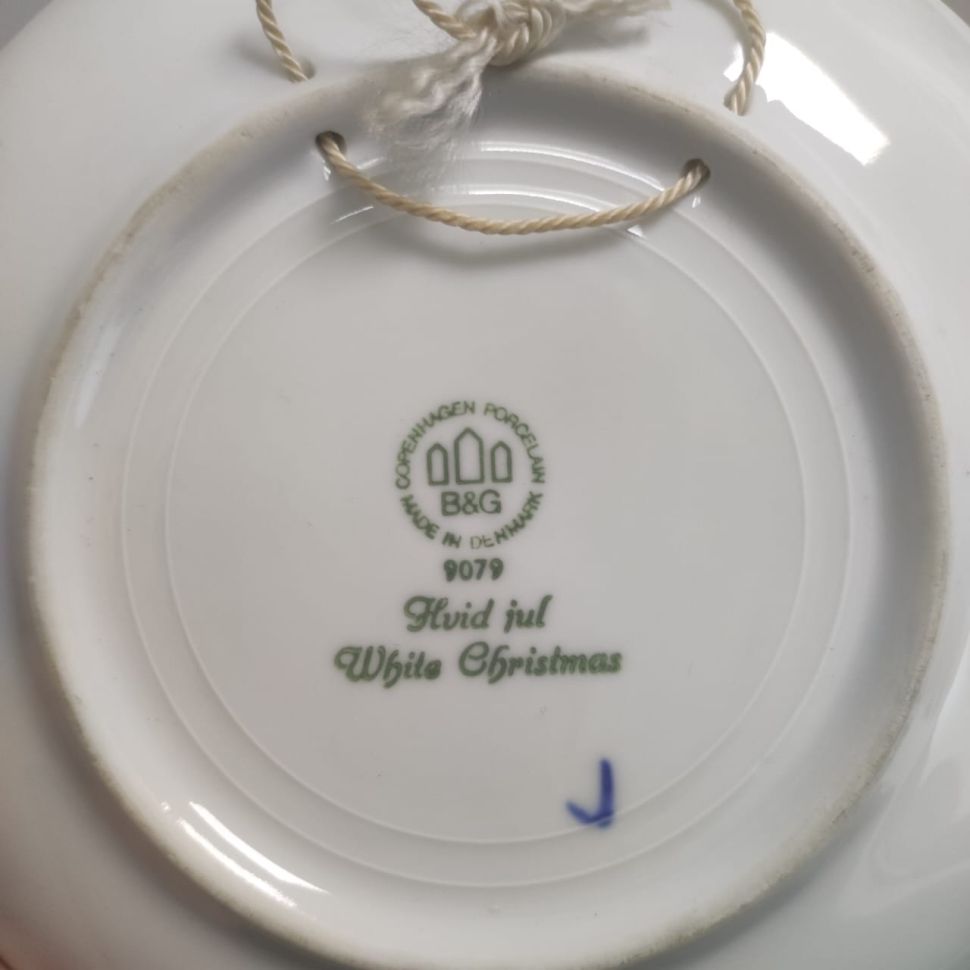 COPENHAGEN PORCELAIN
B&G
MADE IN DENMARK
9079
Hvid jul
White Christmas
J